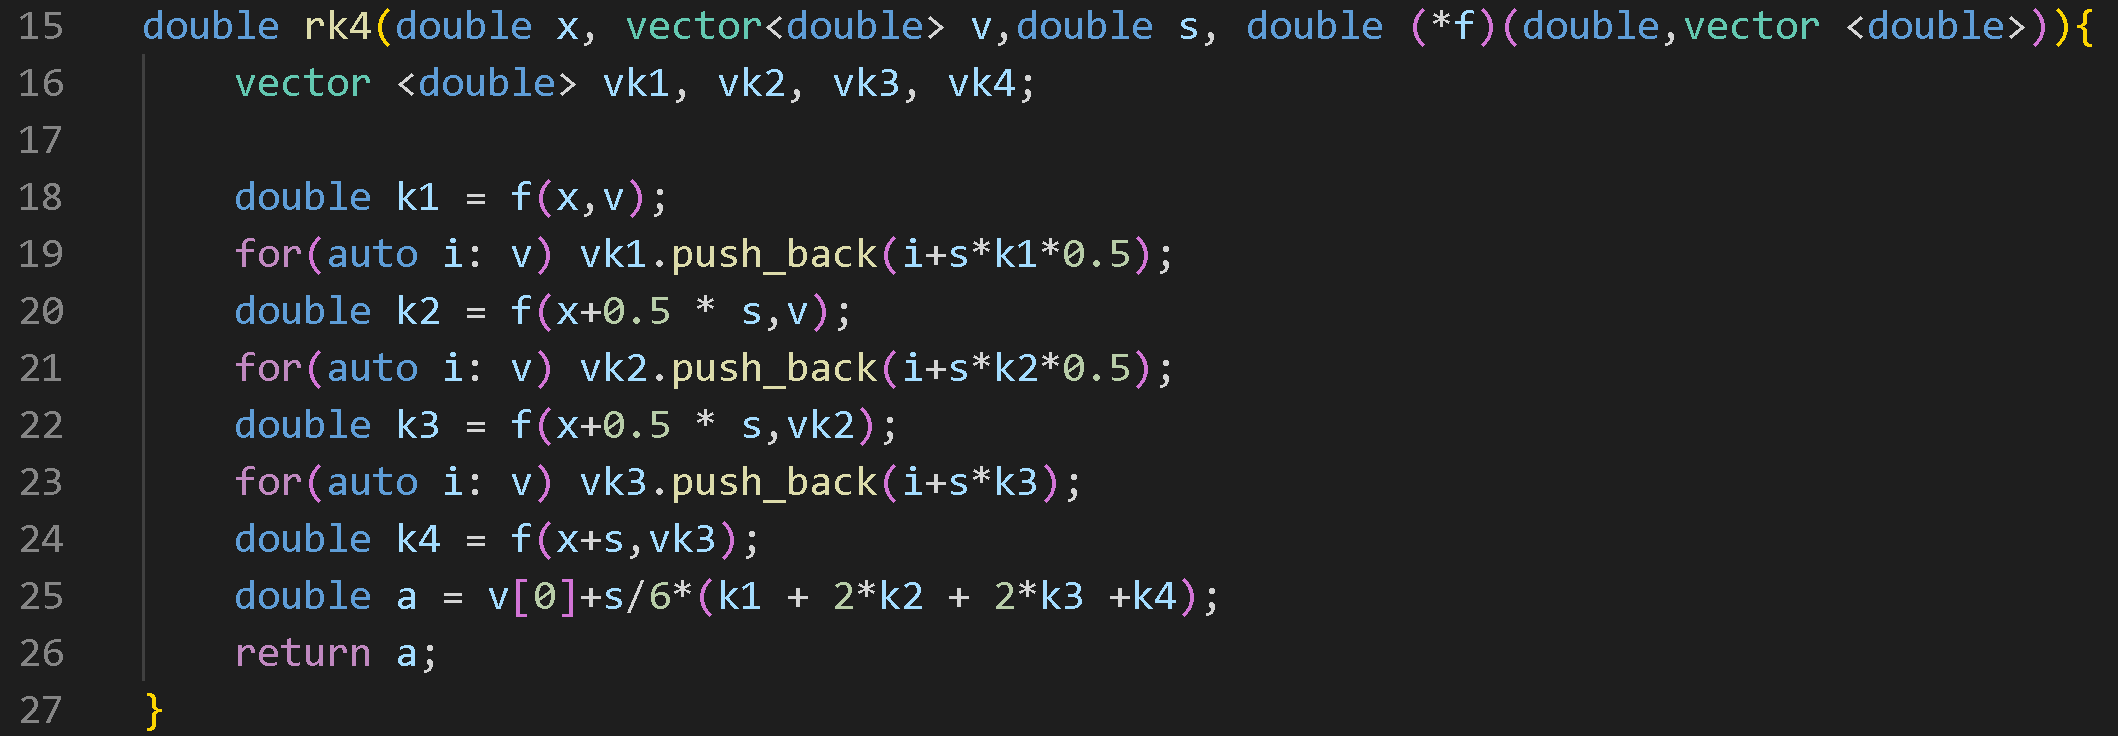 15 double rk4(double x, vector<double> v,double s, double (*f)(double,vector <double>)){
16 vector <double> vk1, vk2, vk3, vk4;
17
18 double k1 = f(x,v);
19 for(auto i: v) vk1.push_back(i+s*k1*0.5);
20 double k2 = f(x+0.5 * s,v);
21 for(auto i: v) vk2.push_back(i+s*k2*0.5);
22 double k3 = f(x+0.5 * s,vk2);
23 for(auto i: v) vk3.push_back(i+s*k3);
24 double k4 = f(x+s,vk3);
25 double a = v[0]+s/6*(k1 + 2*k2 + 2*k3 +k4);
26 return a;
27 }